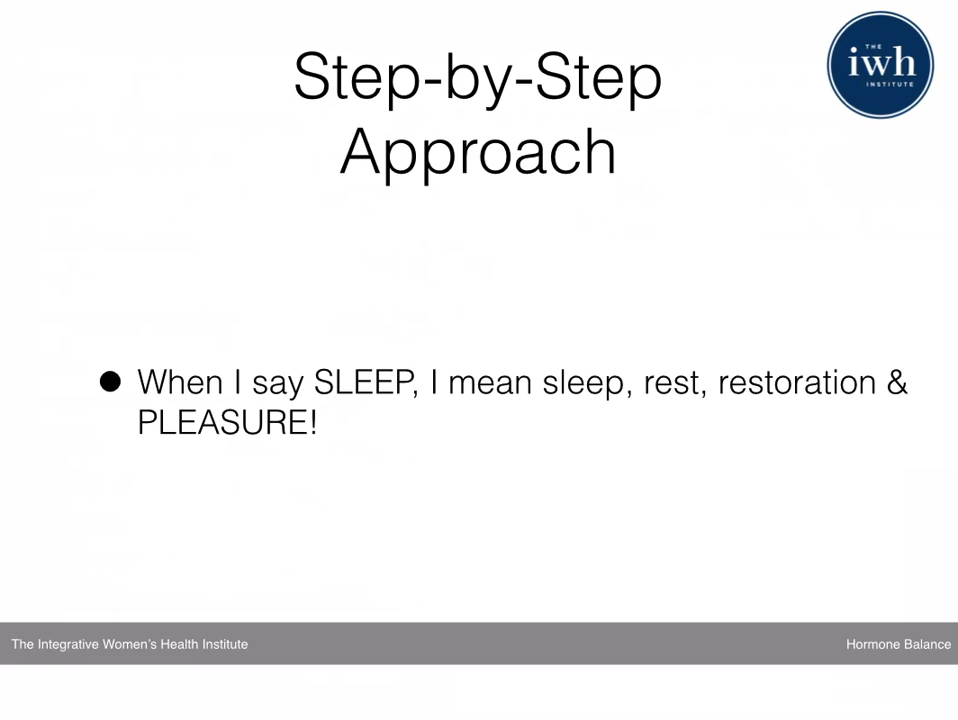 Step-by-Step
Approach
THE
iwh
INSTITUTE
● When I say SLEEP, I mean sleep, rest, restoration &
PLEASURE!
The Integrative Women's Health Institute
Hormone Balance